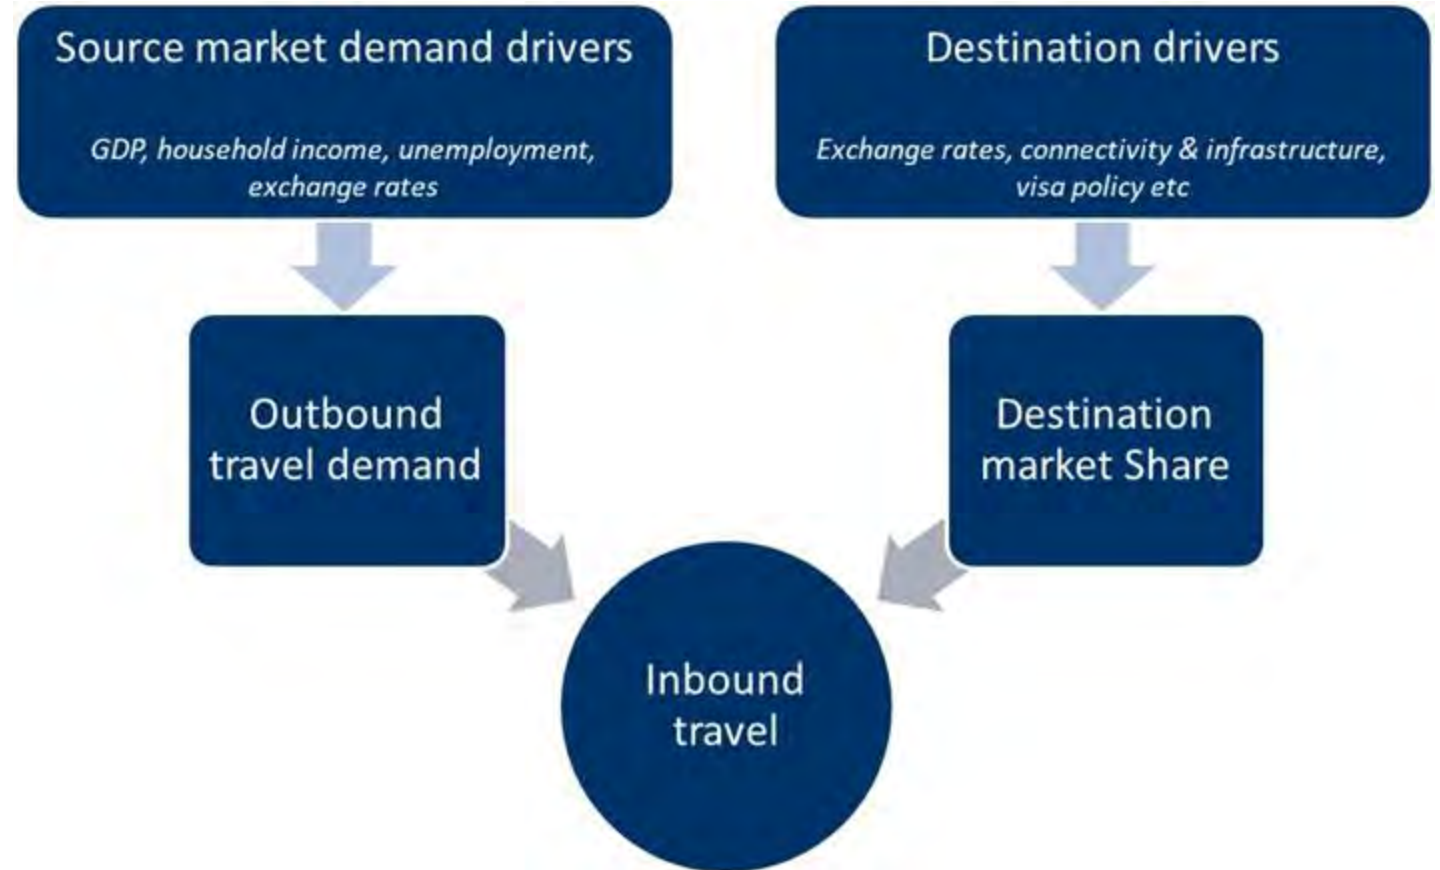 Source market demand drivers
GDP, household income, unemployment,
exchange rates
Destination drivers
Exchange rates, connectivity & infrastructure,
visa policy etc
Outbound
travel demand
Destination
market Share
Inbound
travel